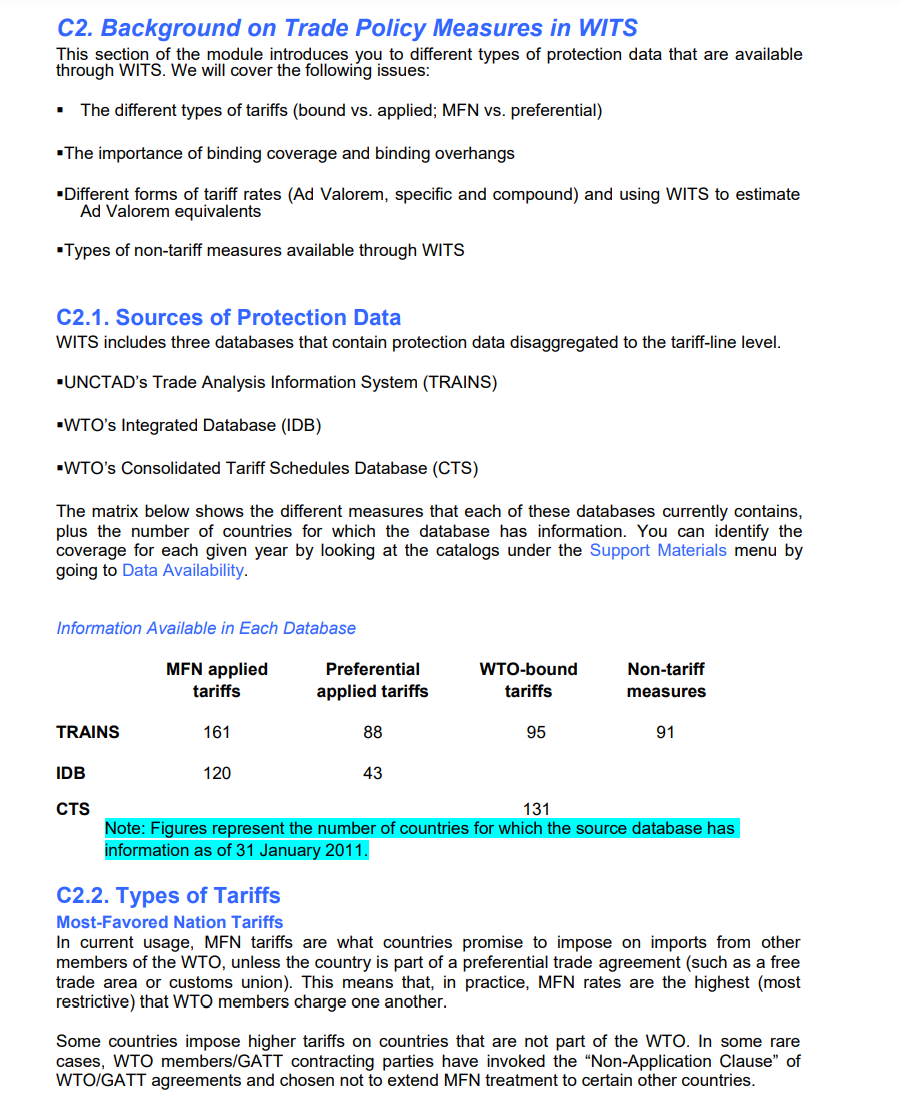 C2. Background on Trade Policy Measures in WITS
This section of the module introduces you to different types of protection data that are available
through WITS. We will cover the following issues:
▪ The different types of tariffs (bound vs. applied; MFN vs. preferential)
▪The importance of binding coverage and binding overhangs
▪Different forms of tariff rates (Ad Valorem, specific and compound) and using WITS to estimate
Ad Valorem equivalents
▪Types of non-tariff measures available through WITS
C2.1. Sources of Protection Data
WITS includes three databases that contain protection data disaggregated to the tariff-line level.
▪UNCTAD’s Trade Analysis Information System (TRAINS)
▪WTO’s Integrated Database (IDB)
▪WTO’s Consolidated Tariff Schedules Database (CTS)
The matrix below shows the different measures that each of these databases currently contains,
plus the number of countries for which the database has information. You can identify the
coverage for each given year by looking at the catalogs under the Support Materials menu by
going to Data Availability.
Information Available in Each Database
MFN applied Preferential WTO-bound Non-tariff
tariffs applied tariffs tariffs measures
TRAINS 161 88 95 91
IDB 120 43
CTS 131
Note: Figures represent the number of countries for which the source database has
information as of 31 January 2011.
C2.2. Types of Tariffs
Most-Favored Nation Tariffs
In current usage, MFN tariffs are what countries promise to impose on imports from other
members of the WTO, unless the country is part of a preferential trade agreement (such as a free
trade area or customs union). This means that, in practice, MFN rates are the highest (most
restrictive) that WTO members charge one another.
Some countries impose higher tariffs on countries that are not part of the WTO. In some rare
cases, WTO members/GATT contracting parties have invoked the “Non-Application Clause” of
WTO/GATT agreements and chosen not to extend MFN treatment to certain other countries.